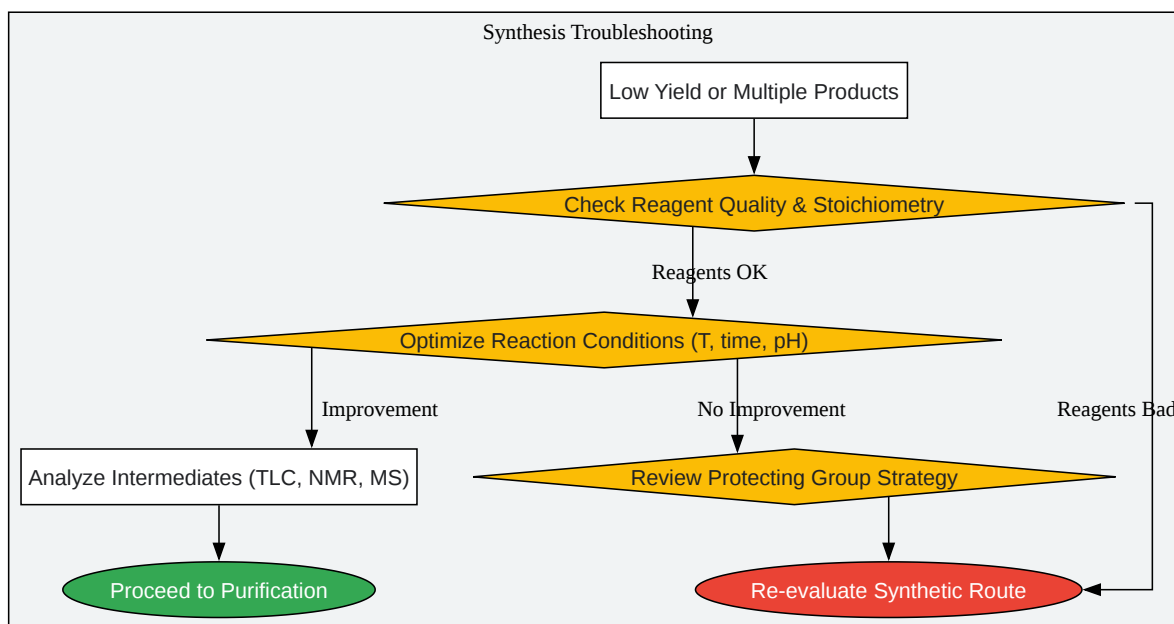 Synthesis Troubleshooting
Low Yield or Multiple Products
Check Reagent Quality & Stoichiometry
Reagents OK
Optimize Reaction Conditions (T, time, pH)
Improvement
No Improvement
Reagents Bad
Analyze Intermediates (TLC, NMR, MS)
Review Protecting Group Strategy
Proceed to Purification
Re-evaluate Synthetic Route